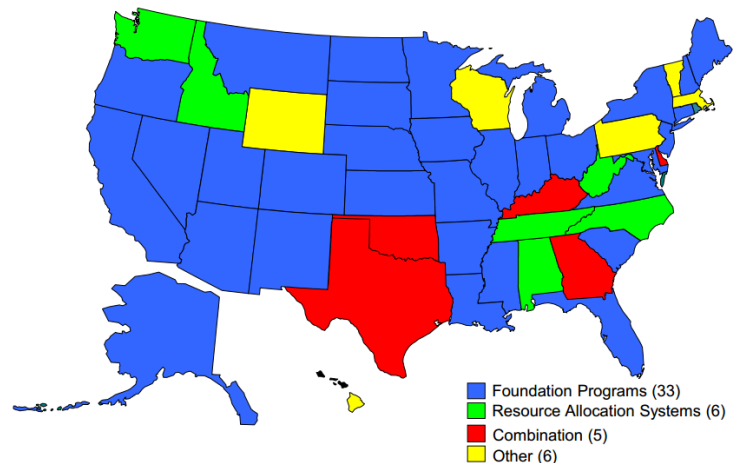 Foundation Programs (33)
Resource Allocation Systems (6)
Combination (5)
Other (6)